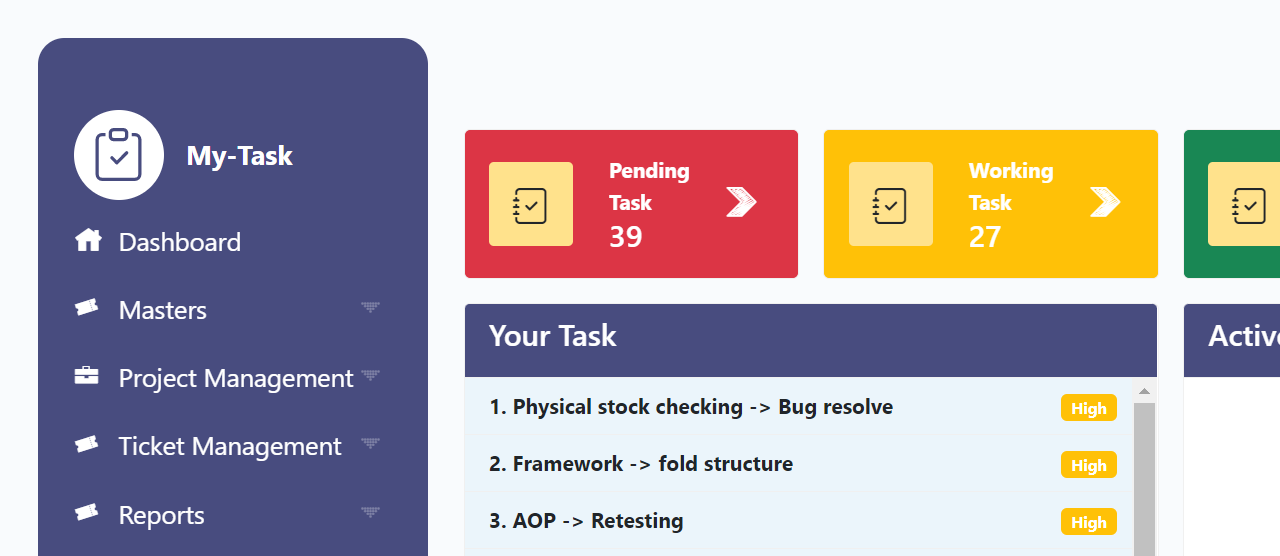 My-Task
Dashboard
Masters
Project Management
Ticket Management
Reports
Pending
Task
39
Working
Task
27
Your Task
1. Physical stock checking -> Bug resolve
High
2. Framework -> fold structure
High
3. AOP -> Retesting
High